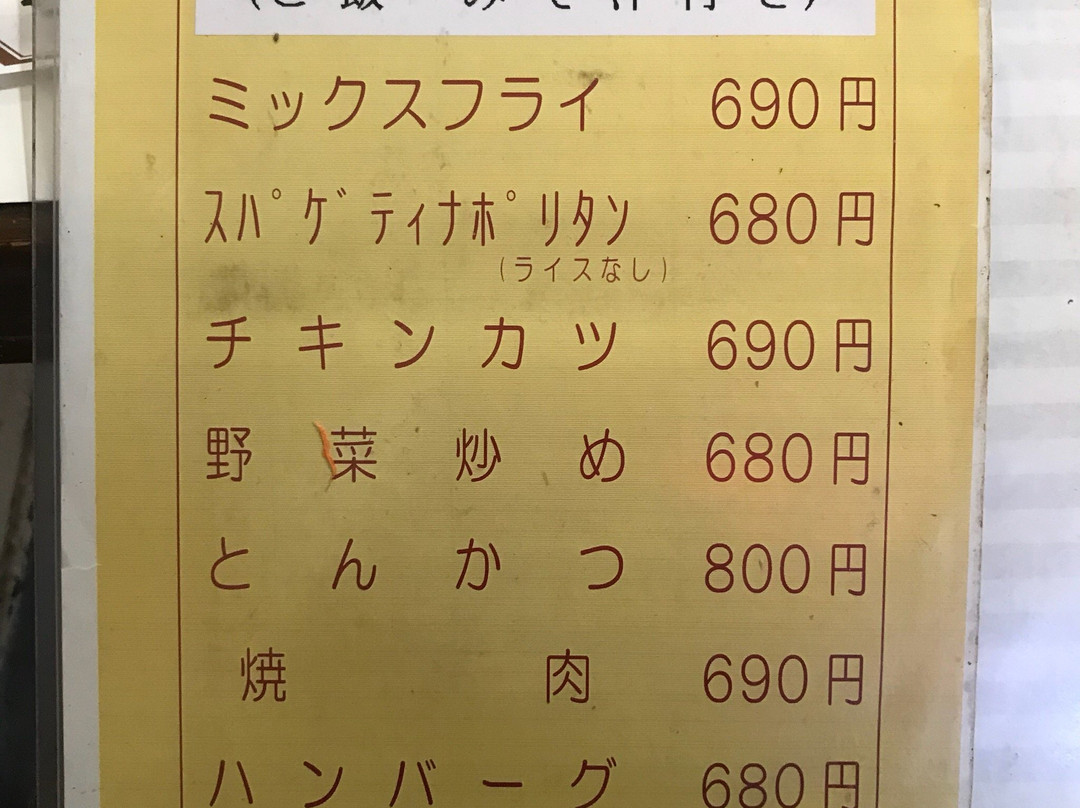 ミックスフライ 690円
ｽﾊﾟｹﾞﾃｨﾅﾎﾟﾘﾀﾝ 680円
(ライスなし)
チキンカツ 690円
野菜炒め 680円
とんかつ 800円
焼肉 690円
ハンバーグ 680円